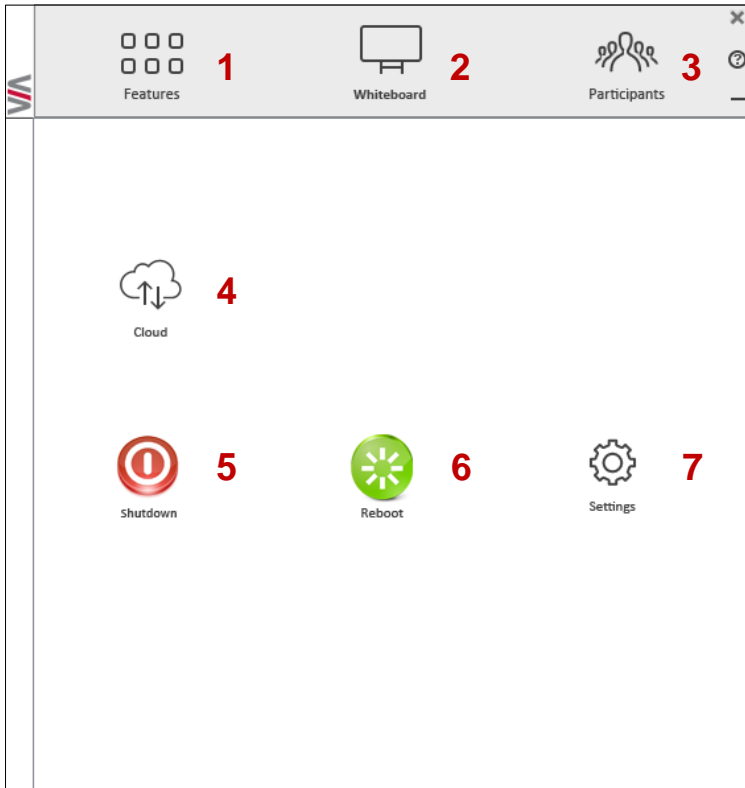 1 2 3
Features Whiteboard Participants
4
Cloud
5 6 7
Shutdown Reboot Settings